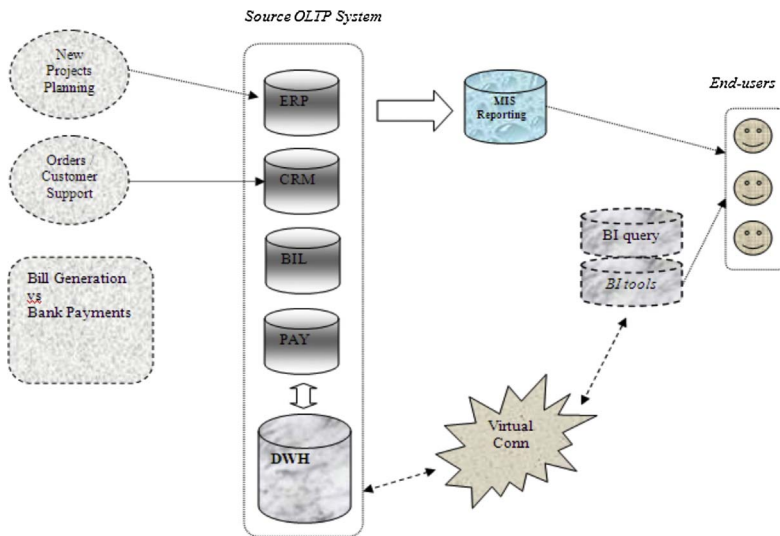 Source OLTP System
New
Projects
Planning
ERP
MIS
Reporting
End-users
Orders /
Customer
Support
CRM
BIL
BI query
BI tools
Bill Generation
vs
Bank Payments
PAY
Virtual
Conn
DWH